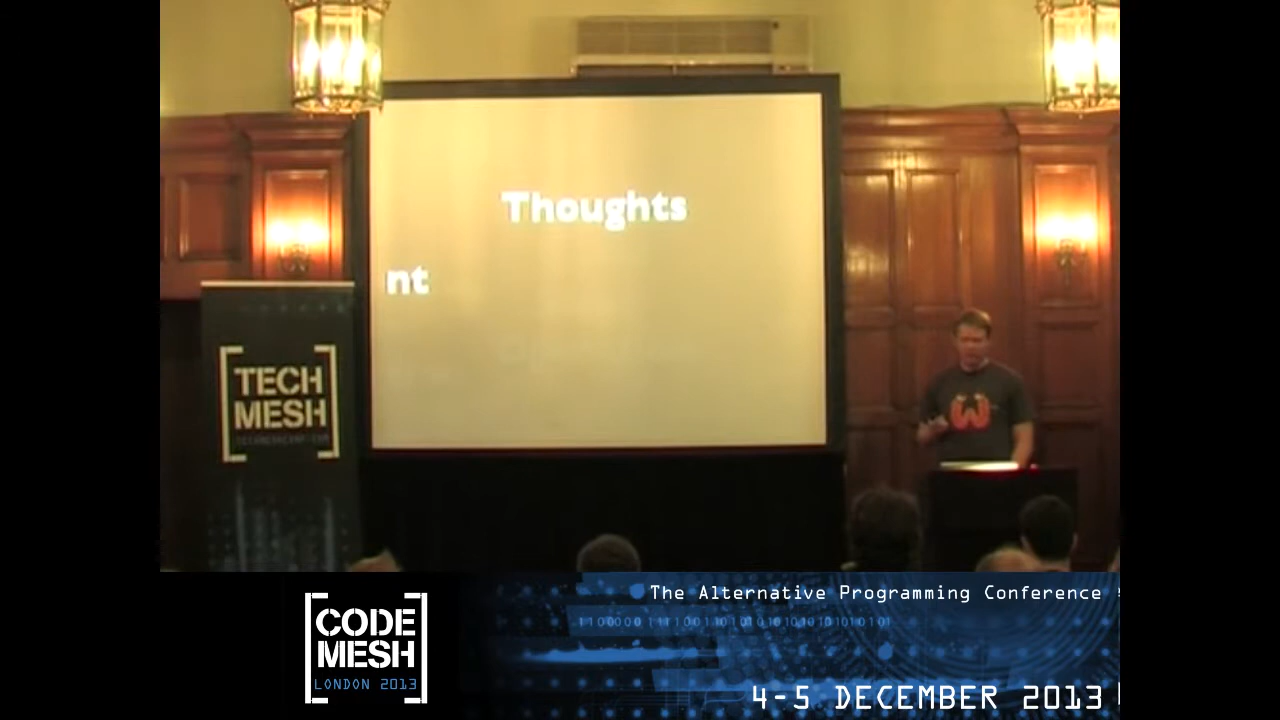 Thoughts
nt
TECH
MESH
CODE
MESH
LONDON 2013
The Alternative Programming Conference
4-5 DECEMBER 2013